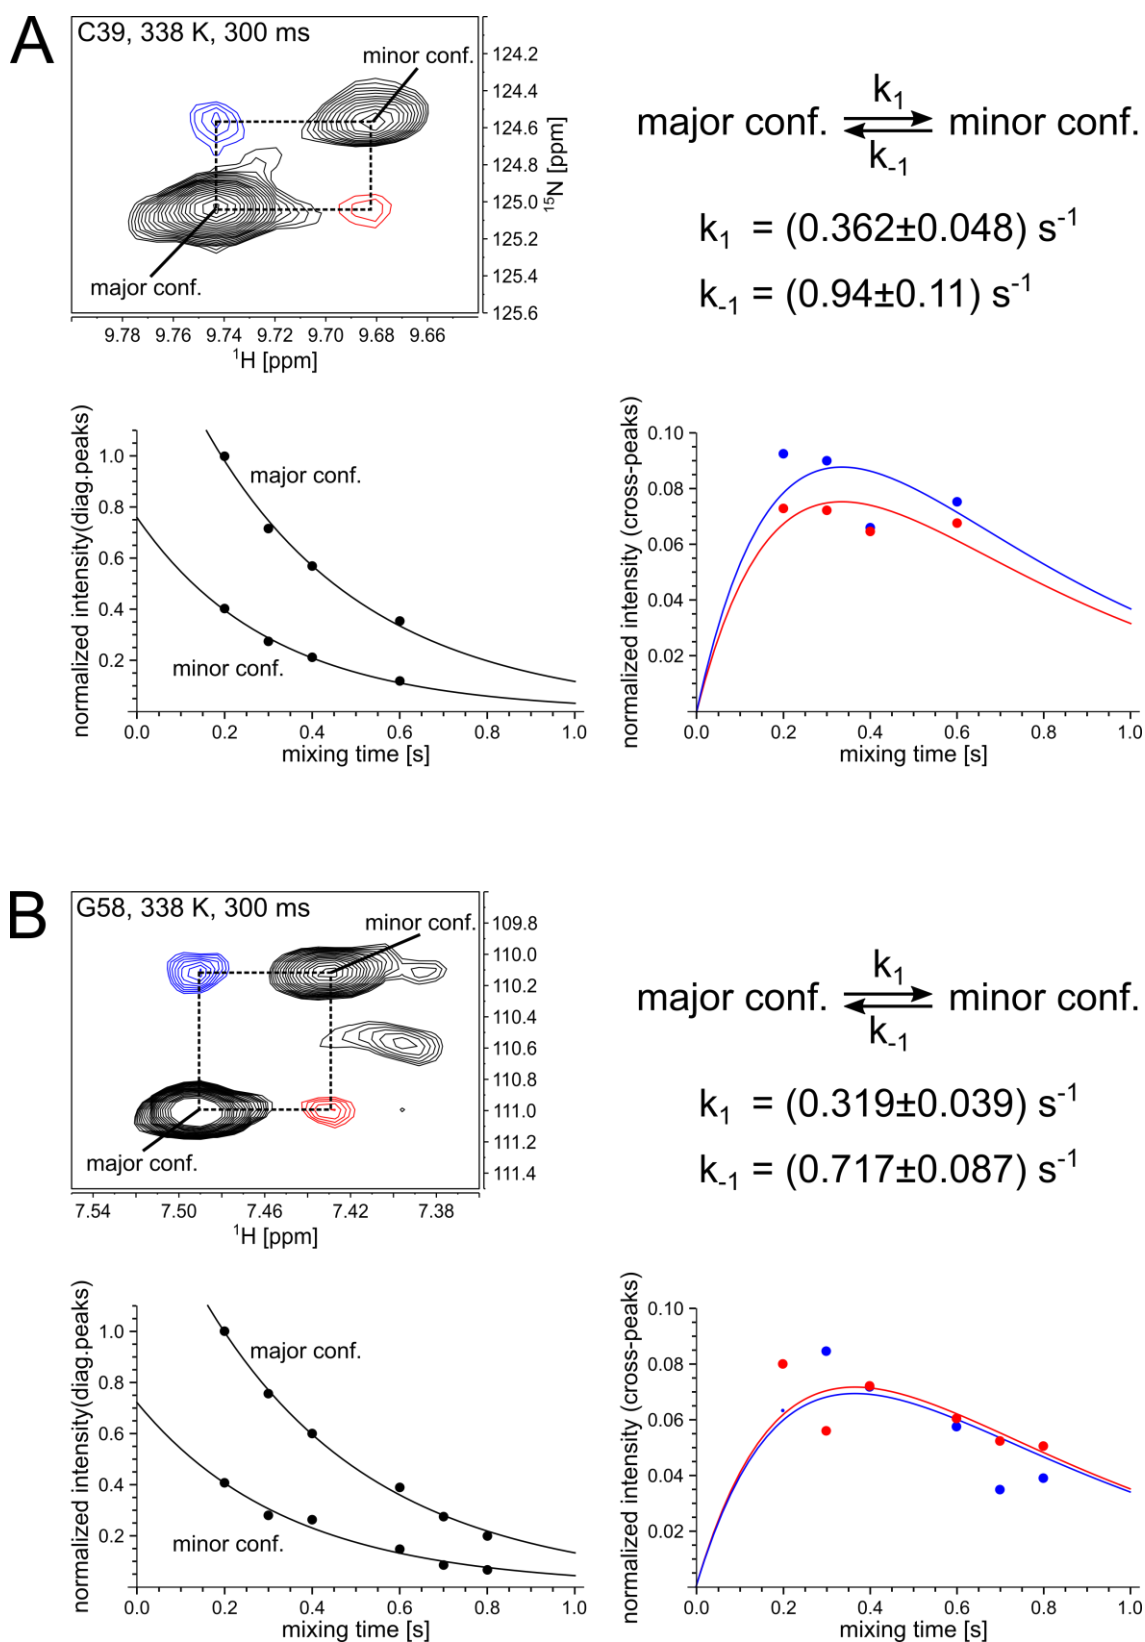 A
C39, 338 K, 300 ms
minor conf.
major conf.
124.2
124.4
124.6
124.8
125.0
125.2
125.4
125.6
15N [ppm]
9.78 9.76 9.74 9.72 9.70 9.68 9.66
1H [ppm]
k1
major conf. minor conf.
k-1
k1 = (0.362±0.048) s-1
k-1 = (0.94±0.11) s-1
normalized intensity(diag.peaks)
1.0
0.8
0.6
0.4
0.2
major conf.
minor conf.
0.0 0.2 0.4 0.6 0.8 1.0
mixing time [s]
normalized intensity (cross-peaks)
0.10
0.08
0.06
0.04
0.02
0.0 0.2 0.4 0.6 0.8 1.0
mixing time [s]
B
G58, 338 K, 300 ms
minor conf.
major conf.
109.8
110.0
110.2
110.4
110.6
110.8
111.0
111.2
111.4
7.54 7.50 7.46 7.42 7.38
1H [ppm]
k1
major conf. minor conf.
k-1
k1 = (0.319±0.039) s-1
k-1 = (0.717±0.087) s-1
normalized intensity(diag.peaks)
1.0
0.8
0.6
0.4
0.2
major conf.
minor conf.
0.0 0.2 0.4 0.6 0.8 1.0
mixing time [s]
normalized intensity (cross-peaks)
0.10
0.08
0.06
0.04
0.02
0.0 0.2 0.4 0.6 0.8 1.0
mixing time [s]